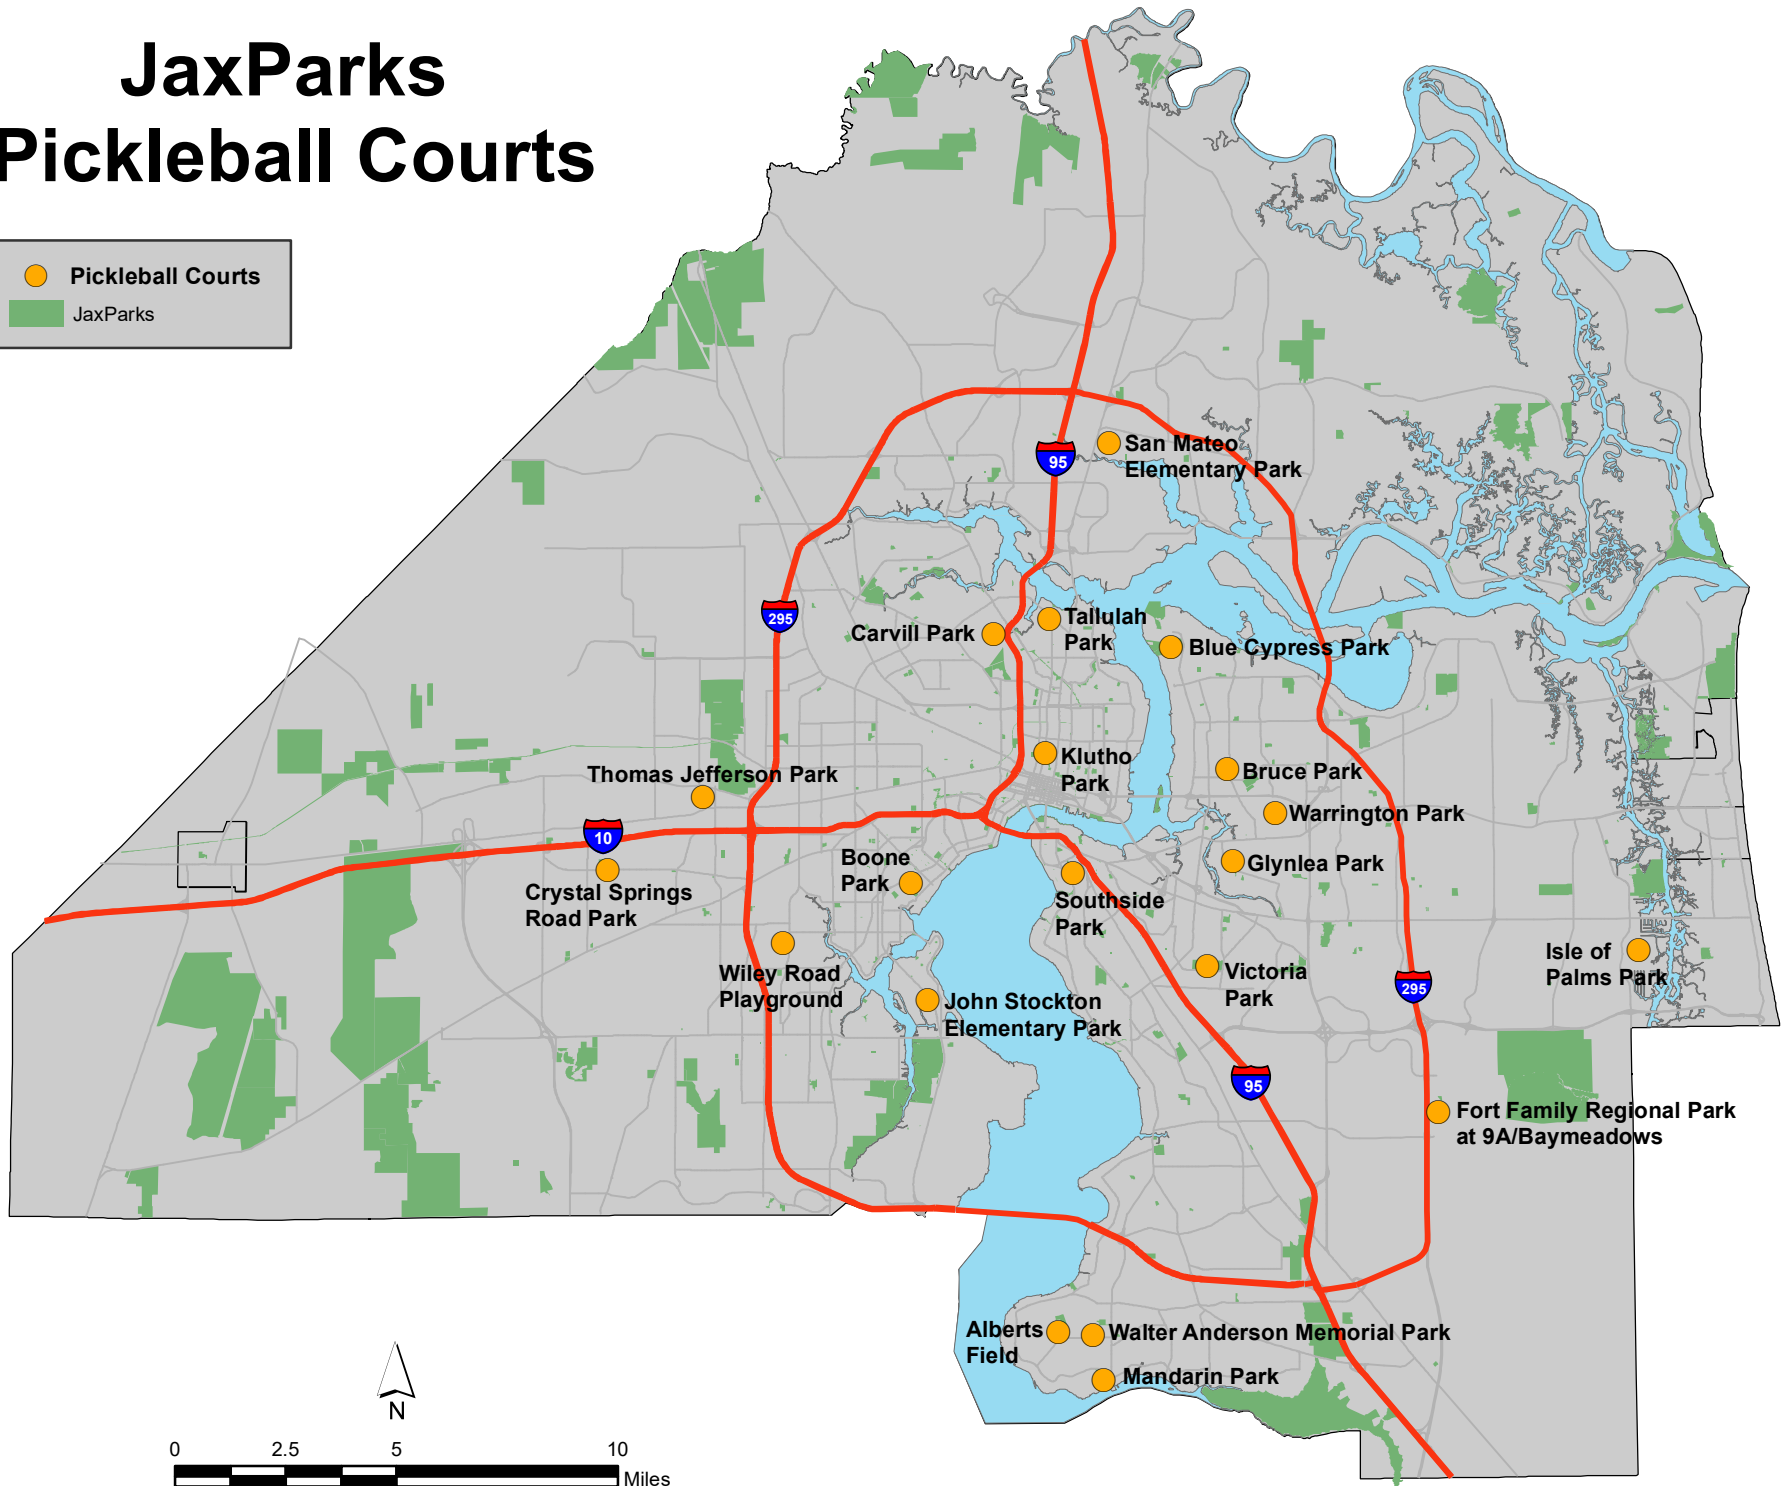 JaxParks
Pickleball Courts
Pickleball Courts
JaxParks
95
San Mateo
Elementary Park
295
Carvill Park
Tallulah
Park
Blue Cypress Park
Klutho
Park
Thomas Jefferson Park
Bruce Park
Warrington Park
10
Boone
Park
Glynlea Park
Crystal Springs
Road Park
Southside
Park
Wiley Road
Playground
Victoria
Park
Isle of
Palms Park
295
John Stockton
Elementary Park
95
Fort Family Regional Park
at 9A/Baymeadows
Alberts
Field
Walter Anderson Memorial Park
Mandarin Park
N
0 2.5 5 10
Miles